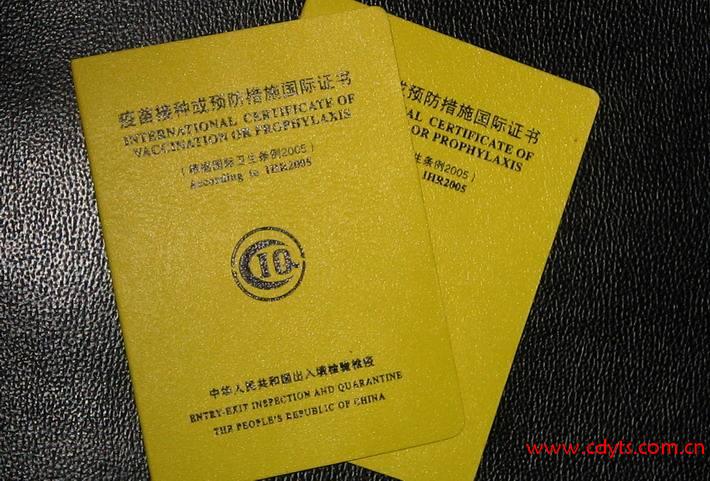 疫苗接种或预防措施国际证书
INTERNATIONAL CERTIFICATE OF
VACCINATION OR PROPHYLAXIS
(根据国际卫生条例2005)
According to IHR2005
CIQ
中华人民共和国出入境检验检疫
ENTRY-EXIT INSPECTION AND QUARANTINE
THE PEOPLE'S REPUBLIC OF CHINA
或预防措施国际证书
AL CERTIFICATE OF
OR PROPHYLAXIS
生条例2005)
IHR2005
www.cdyts.com.cn